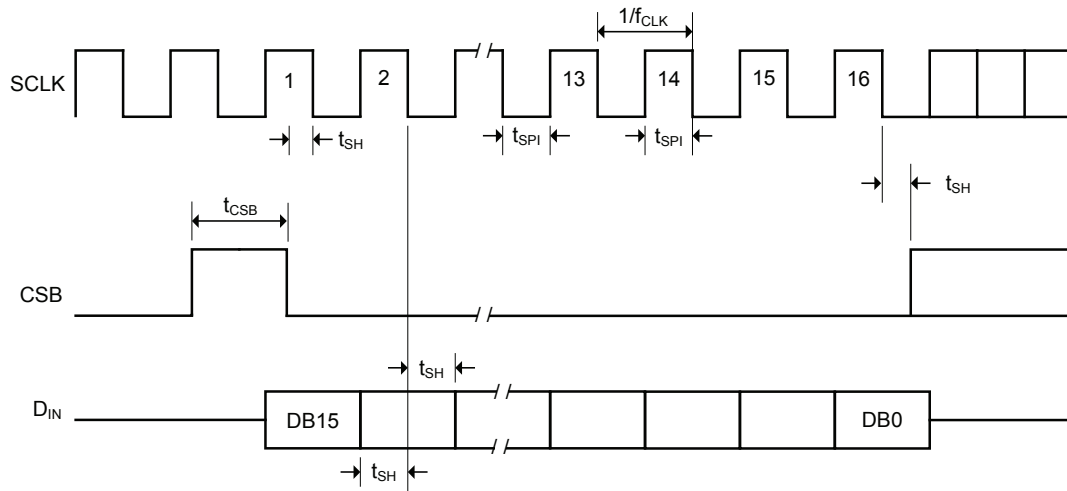 1/fCLK
SCLK
1
2
13
14
15
16
tSH
tSPI
tSPI
tSH
tCSB
CSB
tSH
DIN
DB15
DB0
tSH